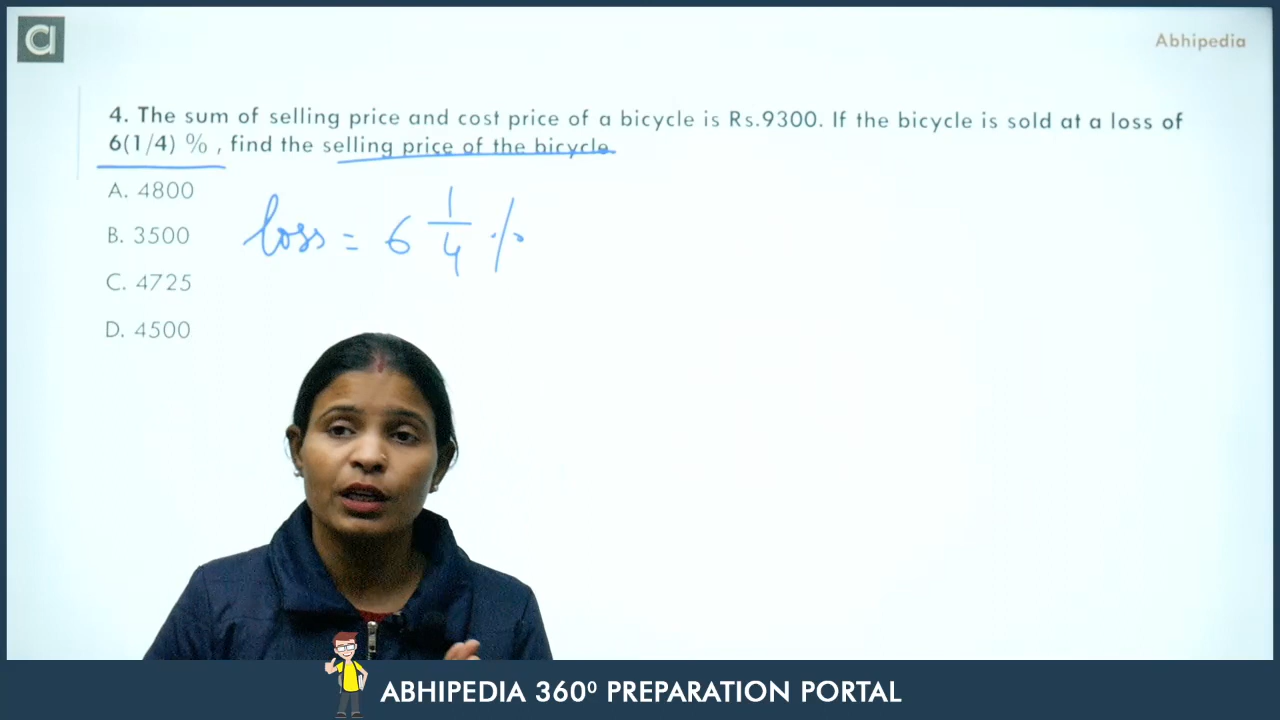 Abhipedia
4. The sum of selling price and cost price of a bicycle is Rs.9300. If the bicycle is sold at a loss of
6(1/4) % , find the selling price of the bicycle.
A. 4800
B. 3500
C. 4725
D. 4500
loss = 6 1/4 %
ABHIPEDIA 360⁰ PREPARATION PORTAL